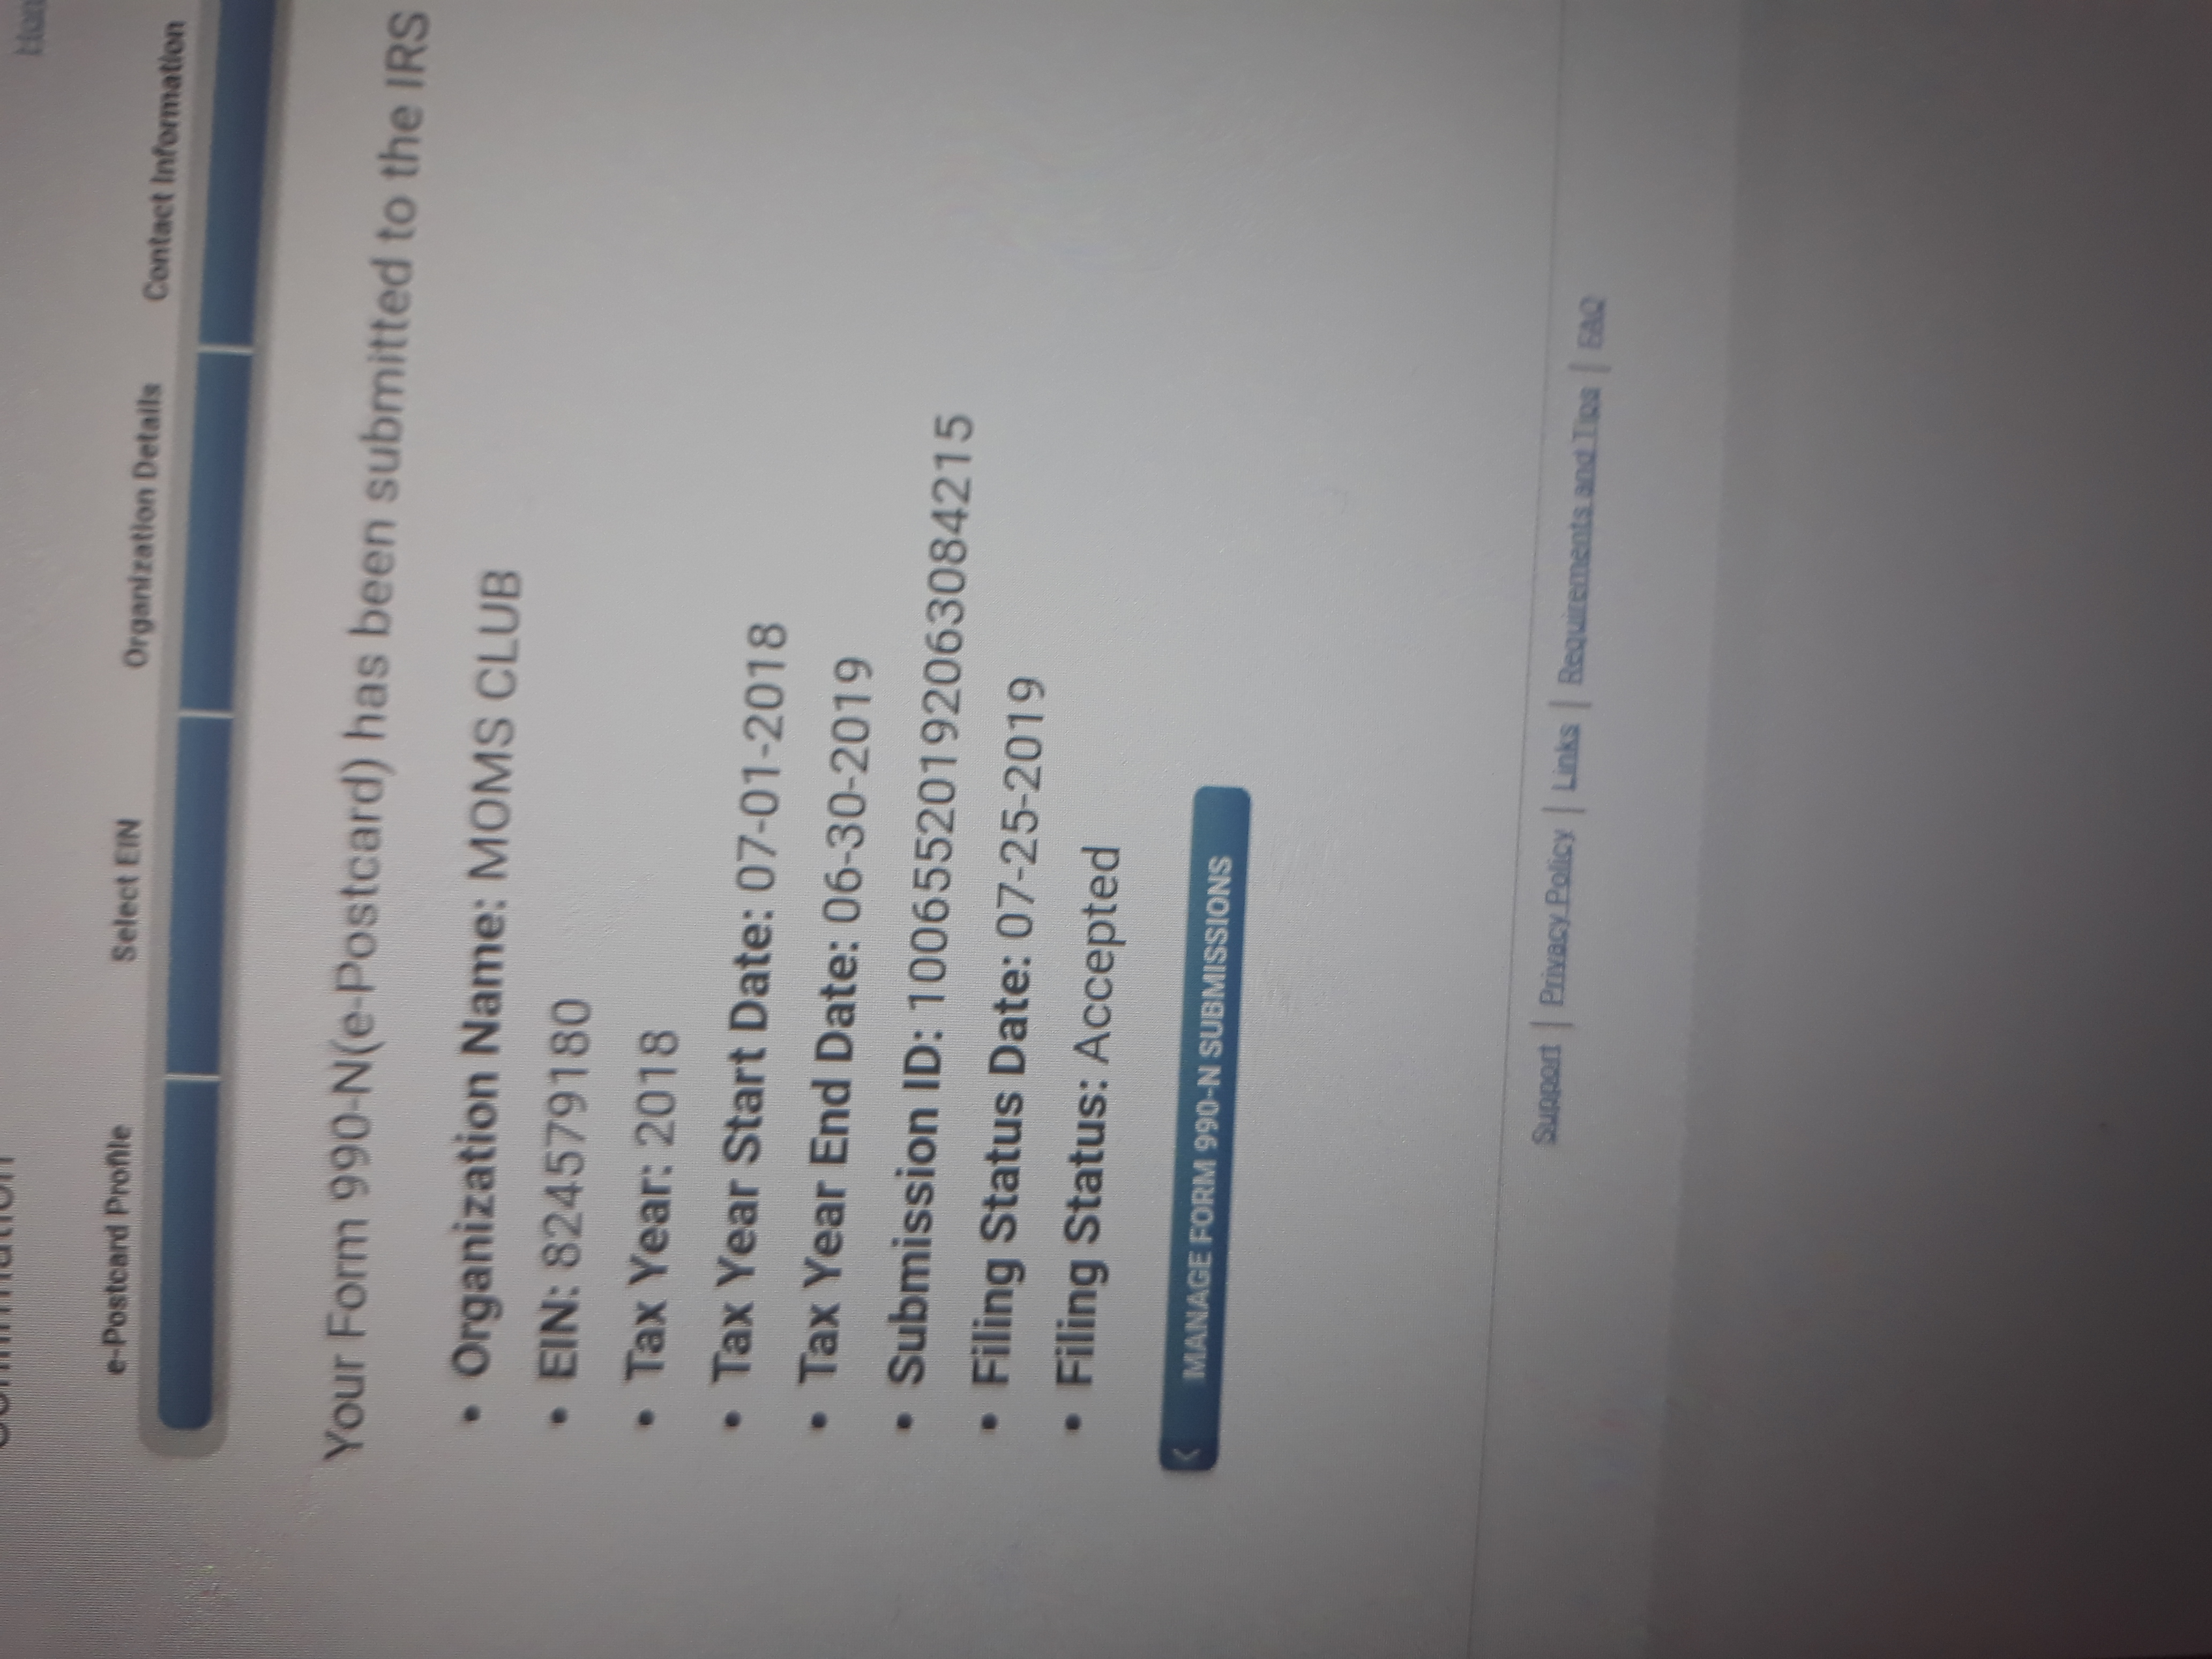 Confirmation
e-Postcard Profile
Select EIN
Organization Details
Contact Information
Your Form 990-N(e-Postcard) has been submitted to the IRS
• Organization Name: MOMS CLUB
• EIN: 824579180
• Tax Year: 2018
• Tax Year Start Date: 07-01-2018
• Tax Year End Date: 06-30-2019
• Submission ID: 10065520192063084215
• Filing Status Date: 07-25-2019
• Filing Status: Accepted
MANAGE FORM 990-N SUBMISSIONS
Support | Privacy Policy | Links | Requirements and Tips | FAQ